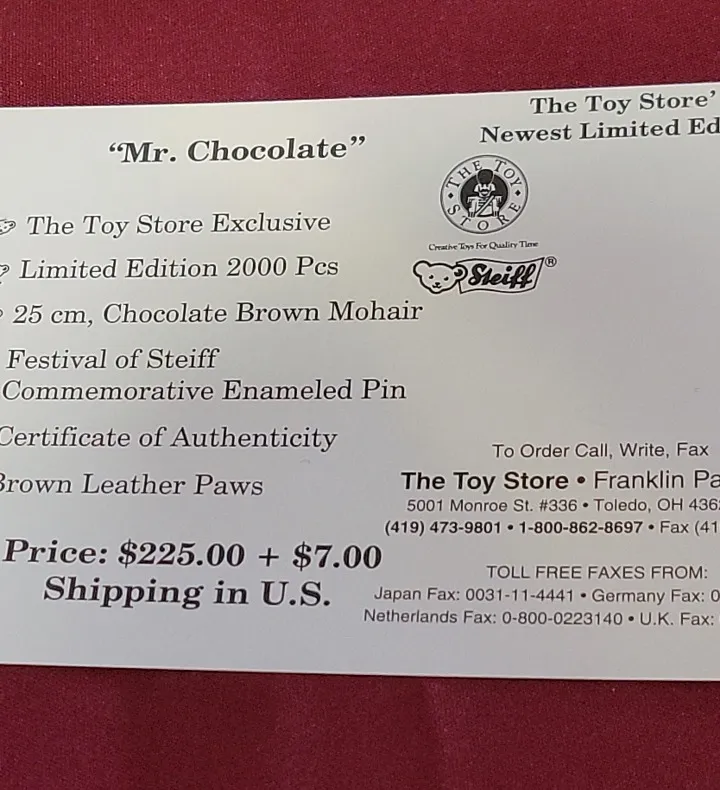 "Mr. Chocolate"
The Toy Store Exclusive
Limited Edition 2000 Pcs
25 cm, Chocolate Brown Mohair
Festival of Steiff
Commemorative Enameled Pin
Certificate of Authenticity
Brown Leather Paws
Price: $225.00 + $7.00
Shipping in U.S.
The Toy Store'
Newest Limited Ed
THE TOY STORE
Creative Toys For Quality Time
Steiff®
To Order Call, Write, Fax
The Toy Store • Franklin Pa
5001 Monroe St. #336 • Toledo, OH 436
(419) 473-9801 • 1-800-862-8697 • Fax (41
TOLL FREE FAXES FROM:
Japan Fax: 0031-11-4441 • Germany Fax: 0
Netherlands Fax: 0-800-0223140 • U.K. Fax: